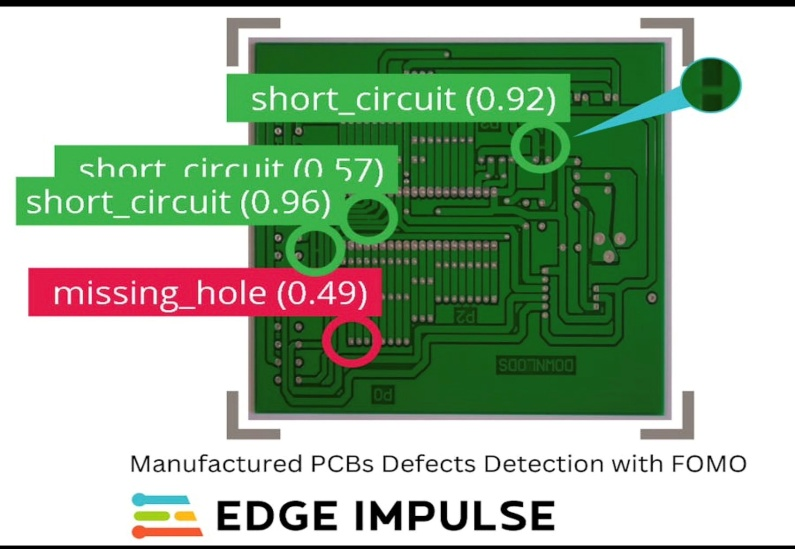 short_circuit (0.92)
short_circuit (0.57)
short_circuit (0.96)
missing_hole (0.49)
P2
DOWNLODS
P0
Manufactured PCBs Defects Detection with FOMO
EDGE IMPULSE